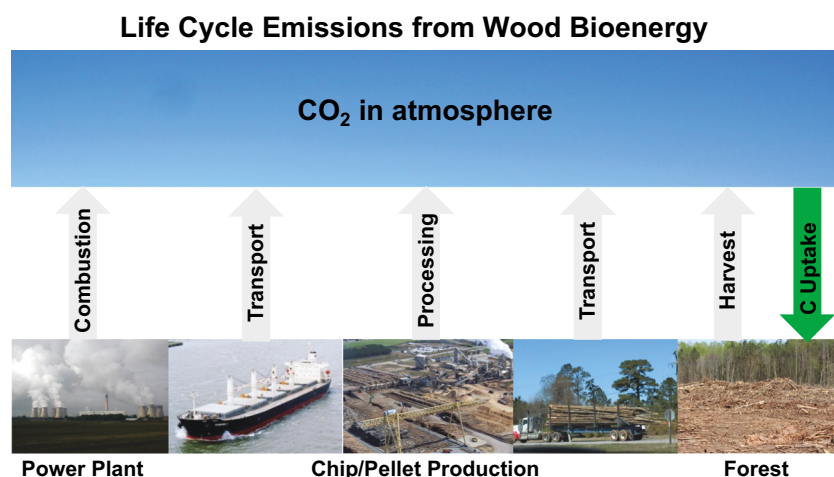 Life Cycle Emissions from Wood Bioenergy
CO₂ in atmosphere
Combustion
Transport
Processing
Transport
Harvest
C Uptake
Power Plant
Chip/Pellet Production
Forest